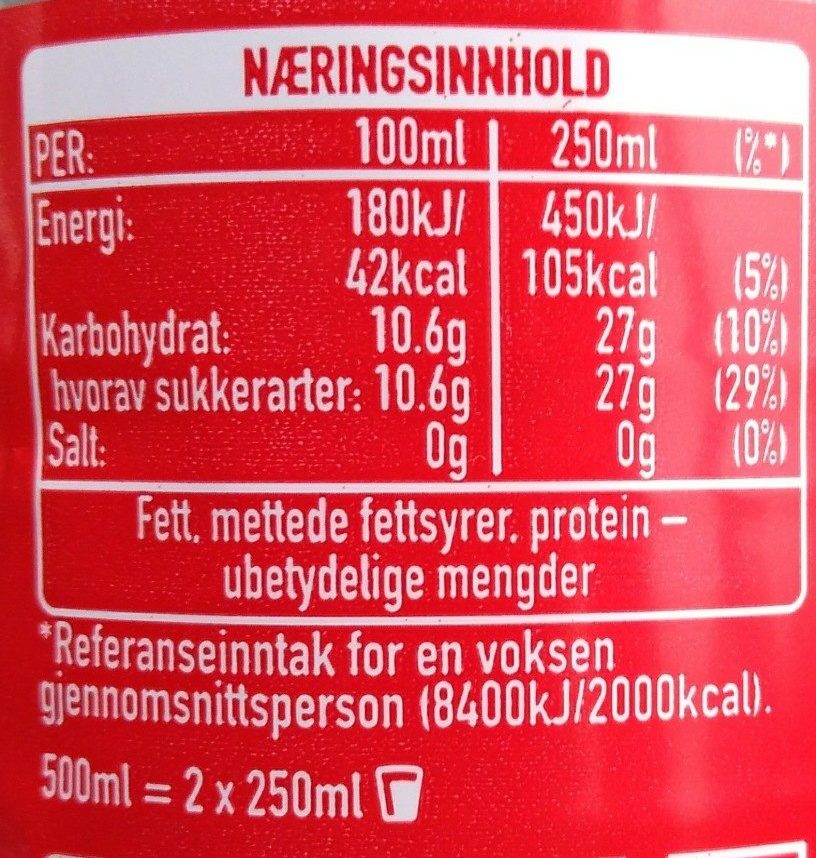 NÆRINGSINNHOLD
PER: 100ml 250ml (%*)
Energi: 180kJ/ 450kJ/
42kcal 105kcal (5%)
Karbohydrat: 10.6g 27g (10%)
hvorav sukkerarter: 10.6g 27g (29%)
Salt: 0g 0g (0%)
Fett, mettede fettsyrer, protein –
ubetydelige mengder
*Referanseinntak for en voksen
gjennomsnittsperson (8400kJ/2000kcal).
500ml = 2 x 250ml